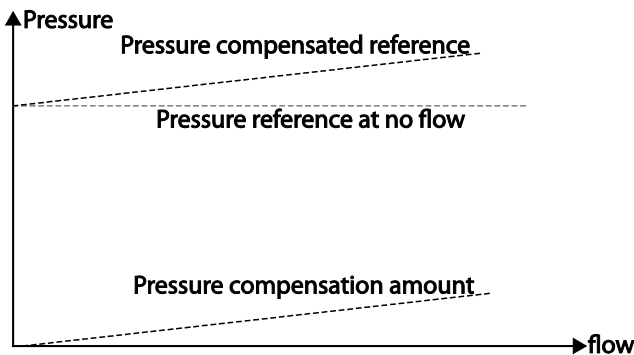 Pressure
Pressure compensated reference
Pressure reference at no flow
Pressure compensation amount
flow